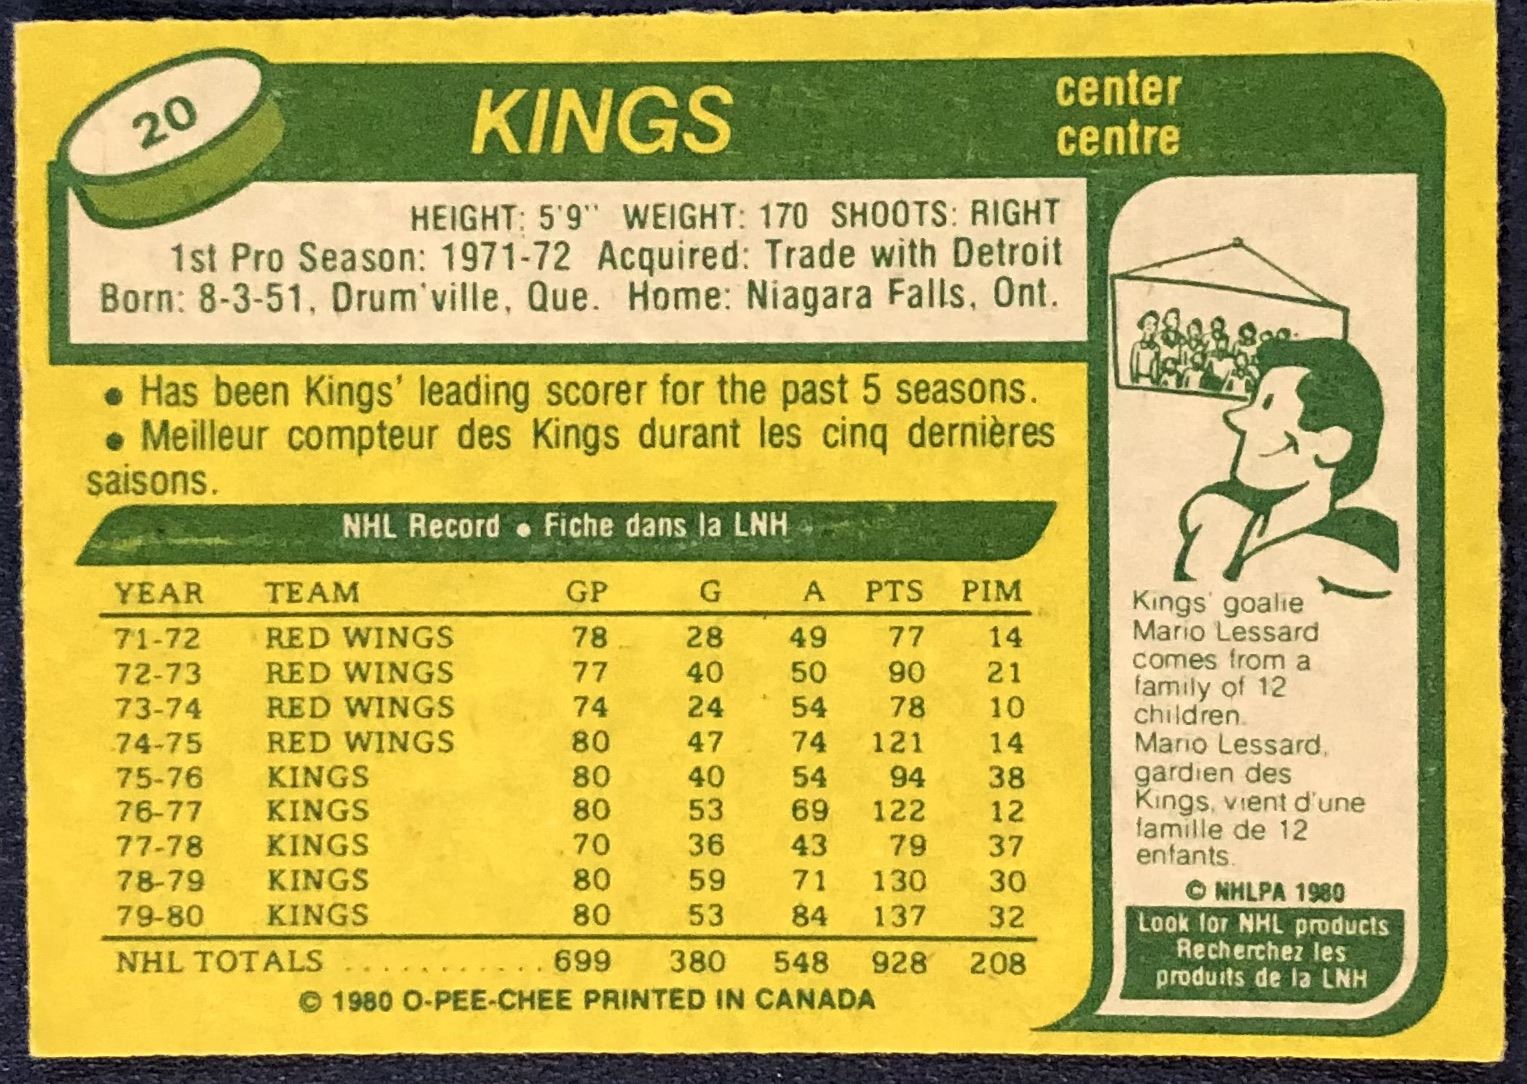 20
KINGS
center
centre
HEIGHT: 5'9" WEIGHT: 170 SHOOTS: RIGHT
1st Pro Season: 1971-72 Acquired: Trade with Detroit
Born: 8-3-51, Drum'ville, Que. Home: Niagara Falls, Ont.
• Has been Kings' leading scorer for the past 5 seasons.
• Meilleur compteur des Kings durant les cinq dernières
saisons.
NHL Record • Fiche dans la LNH
YEAR TEAM GP G A PTS PIM
71-72 RED WINGS 78 28 49 77 14
72-73 RED WINGS 77 40 50 90 21
73-74 RED WINGS 74 24 54 78 10
74-75 RED WINGS 80 47 74 121 14
75-76 KINGS 80 40 54 94 38
76-77 KINGS 80 53 69 122 12
77-78 KINGS 70 36 43 79 37
78-79 KINGS 80 59 71 130 30
79-80 KINGS 80 53 84 137 32
NHL TOTALS ............ 699 380 548 928 208
© 1980 O-PEE-CHEE PRINTED IN CANADA
Kings' goalie
Mario Lessard
comes from a
family of 12
children.
Mario Lessard,
gardien des
Kings, vient d'une
famille de 12
enfants.
© NHLPA 1980
Look for NHL products
Recherchez les
produits de la LNH